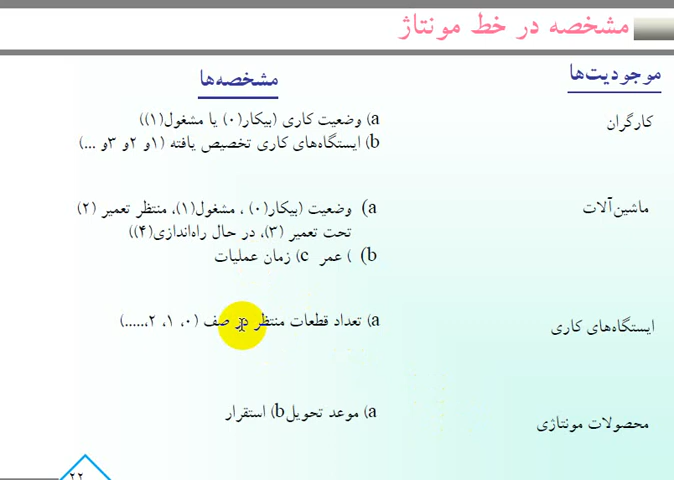 مشخصه در خط مونتاژ
موجودیت‌ها
مشخصه‌ها
کارگران
a) وضعیت کاری (بیکار(۰) یا مشغول(۱))
b) ایستگاه‌های کاری تخصیص یافته (۱و ۲و ۳و ...)
ماشین‌آلات
a) وضعیت (بیکار(۰) ، مشغول(۱)، منتظر تعمیر (۲)
تحت تعمیر (۳)، در حال راه‌اندازی(۴))
b) ) عمر c) زمان عملیات
ایستگاه‌های کاری
a) تعداد قطعات منتظر در صف (۰، ۱، ۲،......)
محصولات مونتاژی
a) موعد تحویل b) استقرار
۲۲